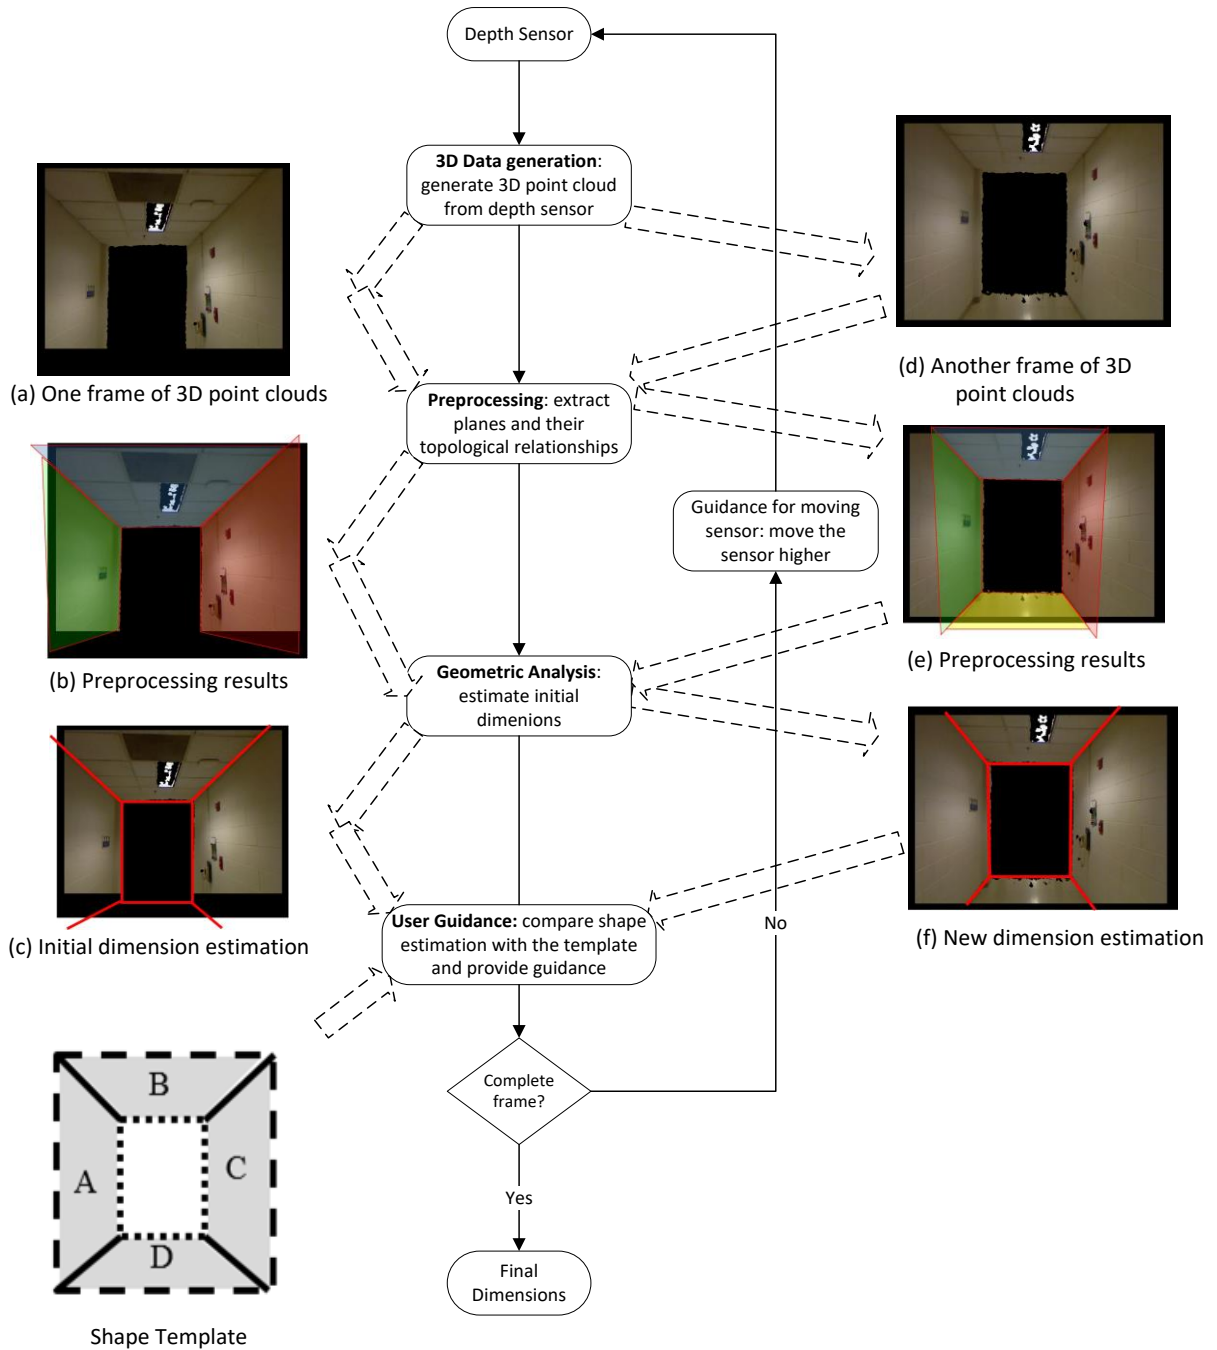 Depth Sensor
3D Data generation:
generate 3D point cloud
from depth sensor
(a) One frame of 3D point clouds
(d) Another frame of 3D
point clouds
Preprocessing: extract
planes and their
topological relationships
Guidance for moving
sensor: move the
sensor higher
(b) Preprocessing results
(e) Preprocessing results
Geometric Analysis:
estimate initial
dimenions
(c) Initial dimension estimation
User Guidance: compare shape
estimation with the template
and provide guidance
No
(f) New dimension estimation
Complete
frame?
B
A
C
D
Shape Template
Yes
Final
Dimensions